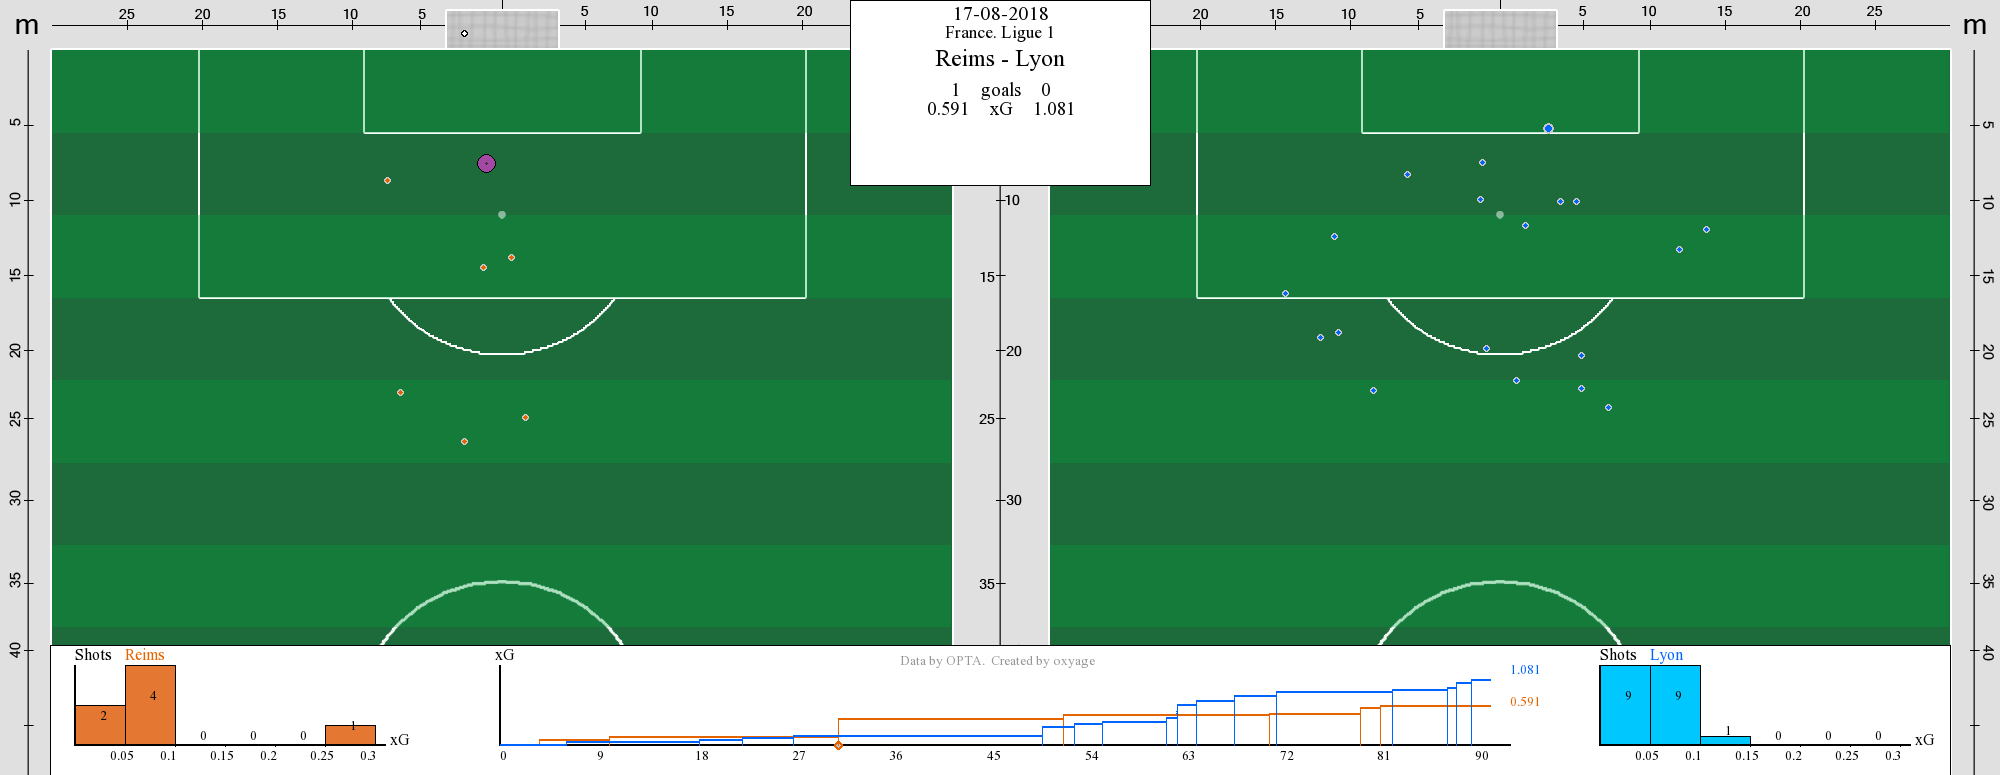 25 20 15 10 5 5 10 15 20
20 15 10 5 5 10 15 20 25
m
m
17-08-2018
France. Ligue 1
Reims - Lyon
1 goals 0
0.591 xG 1.081
5 5
10 10 10
15 15 15
20 20 20
25 25 25
30 30 30
35 35 35
40 40
Shots Reims
2 4 0 0 0 1
xG
0.05 0.1 0.15 0.2 0.25 0.3
xG
Data by OPTA. Created by oxyage
1.081
0.591
0 9 18 27 36 45 54 63 72 81 90
Shots Lyon
9 9 1 0 0 0
xG
0.05 0.1 0.15 0.2 0.25 0.3